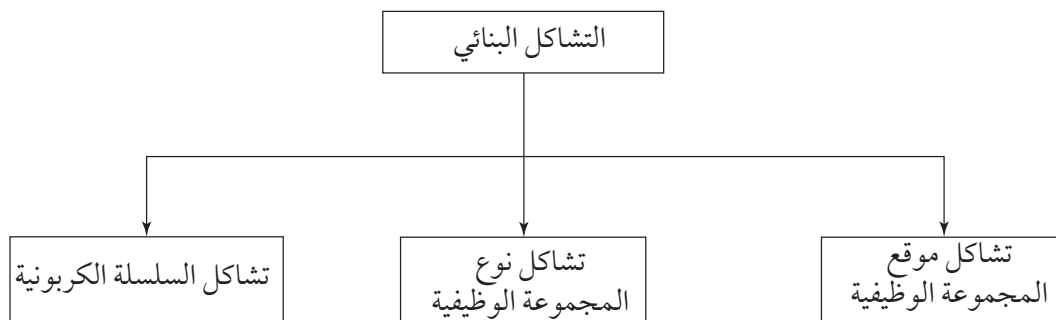 التشاكل البنائي
تشاكل موقع
المجموعة الوظيفية
تشاكل نوع
المجموعة الوظيفية
تشاكل السلسلة الكربونية